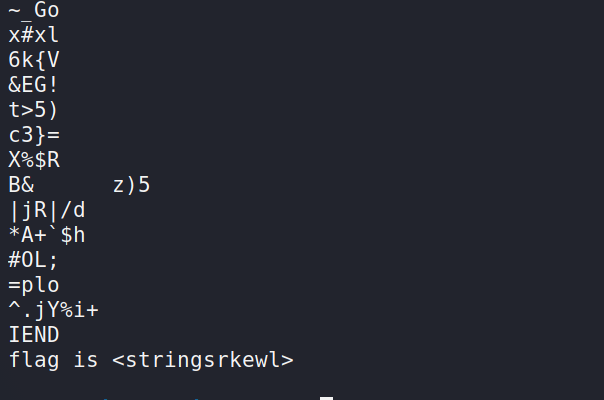 ~_Go
x#xl
6k{V
&EG!
t>5)
c3}=
X%$R
B&      z)5
|jR|/d
*A+`$h
#OL;
=plo
^.jY%i+
IEND
flag is <stringsrkewl>